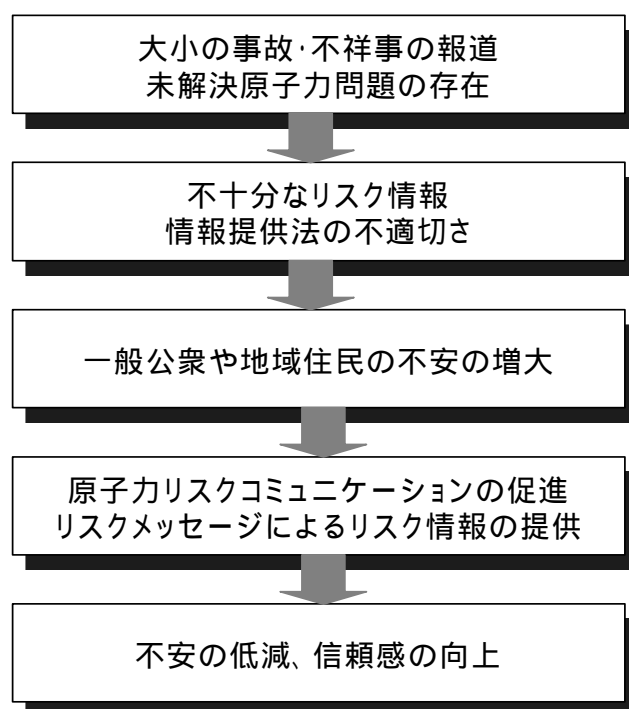 大小の事故・不祥事の報道
未解決原子力問題の存在
不十分なリスク情報
情報提供法の不適切さ
一般公衆や地域住民の不安の増大
原子力リスクコミュニケーションの促進
リスクメッセージによるリスク情報の提供
不安の低減、信頼感の向上